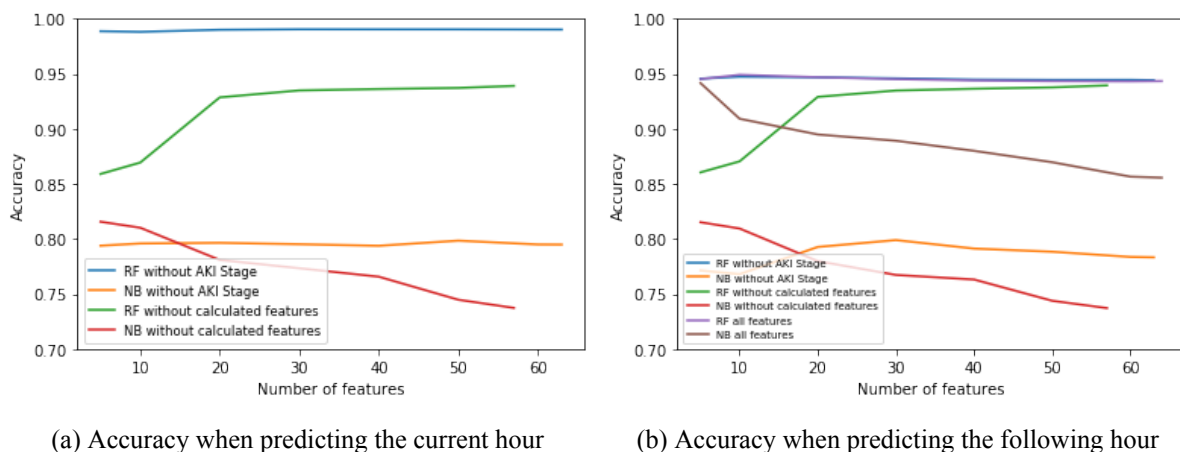 1.00
0.95
0.90
0.85
0.80
0.75
0.70
Accuracy
RF without AKI Stage
NB without AKI Stage
RF without calculated features
NB without calculated features
10 20 30 40 50 60
Number of features
(a) Accuracy when predicting the current hour
1.00
0.95
0.90
0.85
0.80
0.75
0.70
Accuracy
RF without AKI Stage
NB without AKI Stage
RF without calculated features
NB without calculated features
RF all features
NB all features
10 20 30 40 50 60
Number of features
(b) Accuracy when predicting the following hour